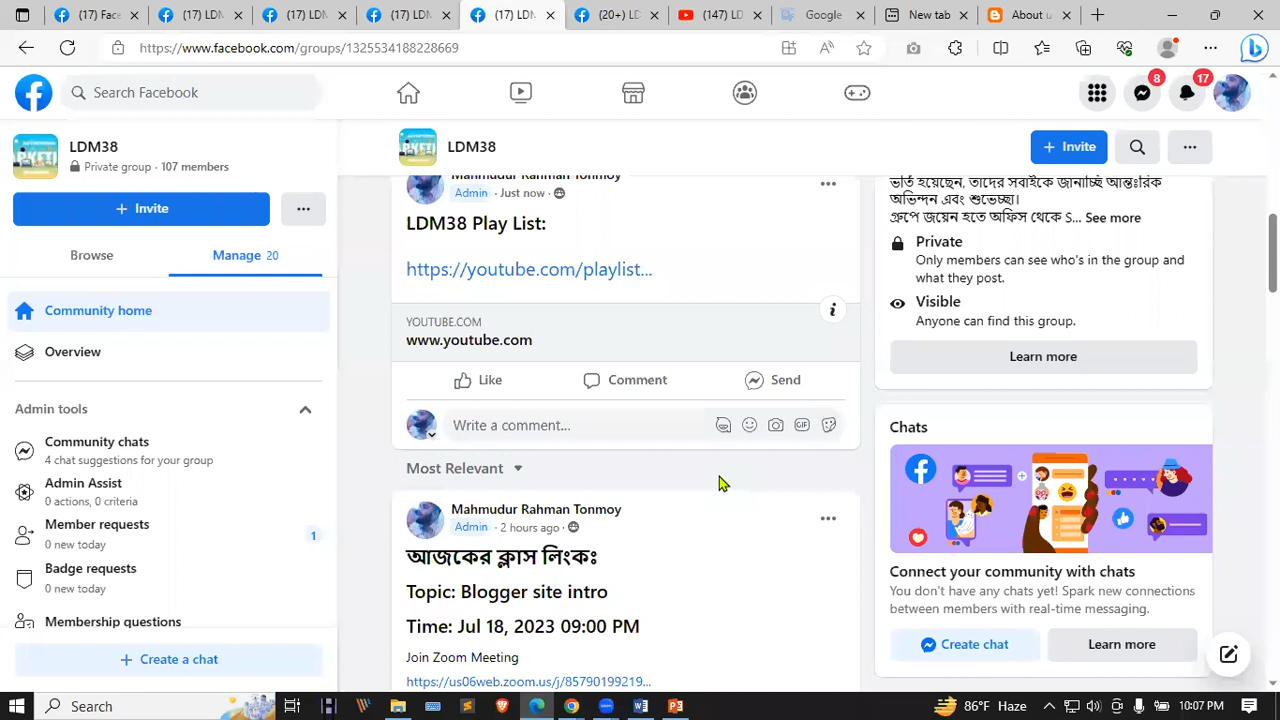 (17) Face
(17) LDM
(17) LDM
(17) LDM
(17) LDM
(20+) LD
(147) LD
Google
New tab
About u
https://www.facebook.com/groups/1325534188228669
Search Facebook
8
17
LDM38
Private group · 107 members
+ Invite
Browse
Manage 20
Community home
Overview
Admin tools
Community chats
4 chat suggestions for your group
Admin Assist
0 actions, 0 criteria
Member requests
0 new today
1
Badge requests
0 new today
Membership questions
+ Create a chat
LDM38
+ Invite
Mahmudur Rahman Tonmoy
Admin · Just now ·
LDM38 Play List:
https://youtube.com/playlist...
YOUTUBE.COM
www.youtube.com
Like
Comment
Send
Write a comment...
GIF
Most Relevant
Mahmudur Rahman Tonmoy
Admin · 2 hours ago ·
আজকের ক্লাস লিংকঃ
Topic: Blogger site intro
Time: Jul 18, 2023 09:00 PM
Join Zoom Meeting
https://us06web.zoom.us/j/85790199219...
ভর্তি হয়েছেন, তাদের সবাইকে জানাচ্ছি আন্তঃরিক
অভিন্দন এবং শুভেচ্ছা।
গ্রুপে জয়েন হতে অফিস থেকে S... See more
Private
Only members can see who's in the group and
what they post.
Visible
Anyone can find this group.
Learn more
Chats
Connect your community with chats
You don't have any chats yet! Spark new connections
between members with real-time messaging.
Create chat
Learn more
Search
86°F Haze
10:07 PM